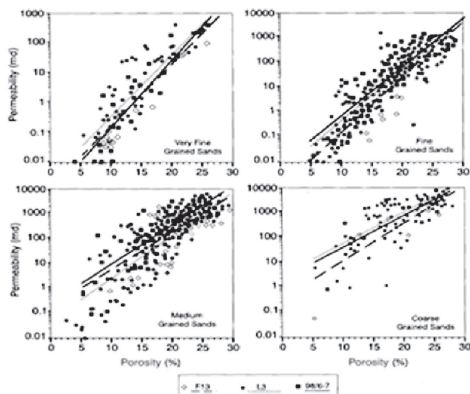 1000
100
10
1
0.1
0.01
0 5 10 15 20 25 30
Permeability (md)
Very Fine
Grained Sands
10000
1000
100
10
1
0.1
0.01
0 5 10 15 20 25 30
Fine
Grained Sands
10000
1000
100
10
1
0.1
0.01
0 5 10 15 20 25 30
Permeability (md)
Porosity (%)
Medium
Grained Sands
10000
1000
100
10
1
0.1
0.01
0 5 10 15 20 25 30
Porosity (%)
Coarse
Grained Sands
F13 L3 98/6-7